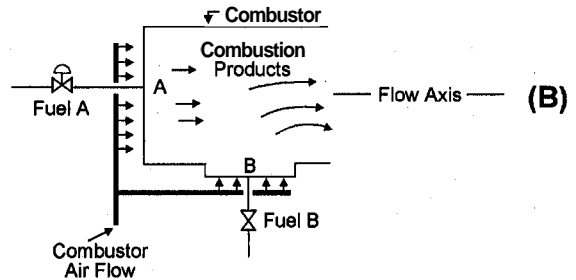 Combustor
Combustion
Products
A
Fuel A
Flow Axis
(B)
B
Fuel B
Combustor
Air Flow